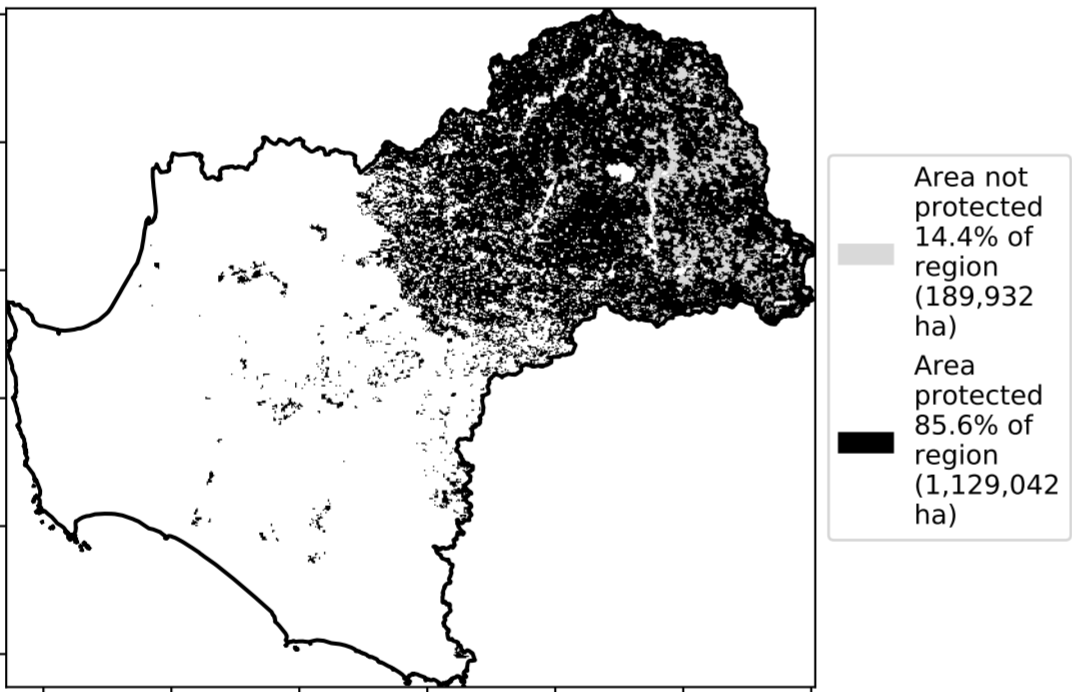 Area not
protected
14.4% of
region
(189,932
ha)
Area
protected
85.6% of
region
(1,129,042
ha)